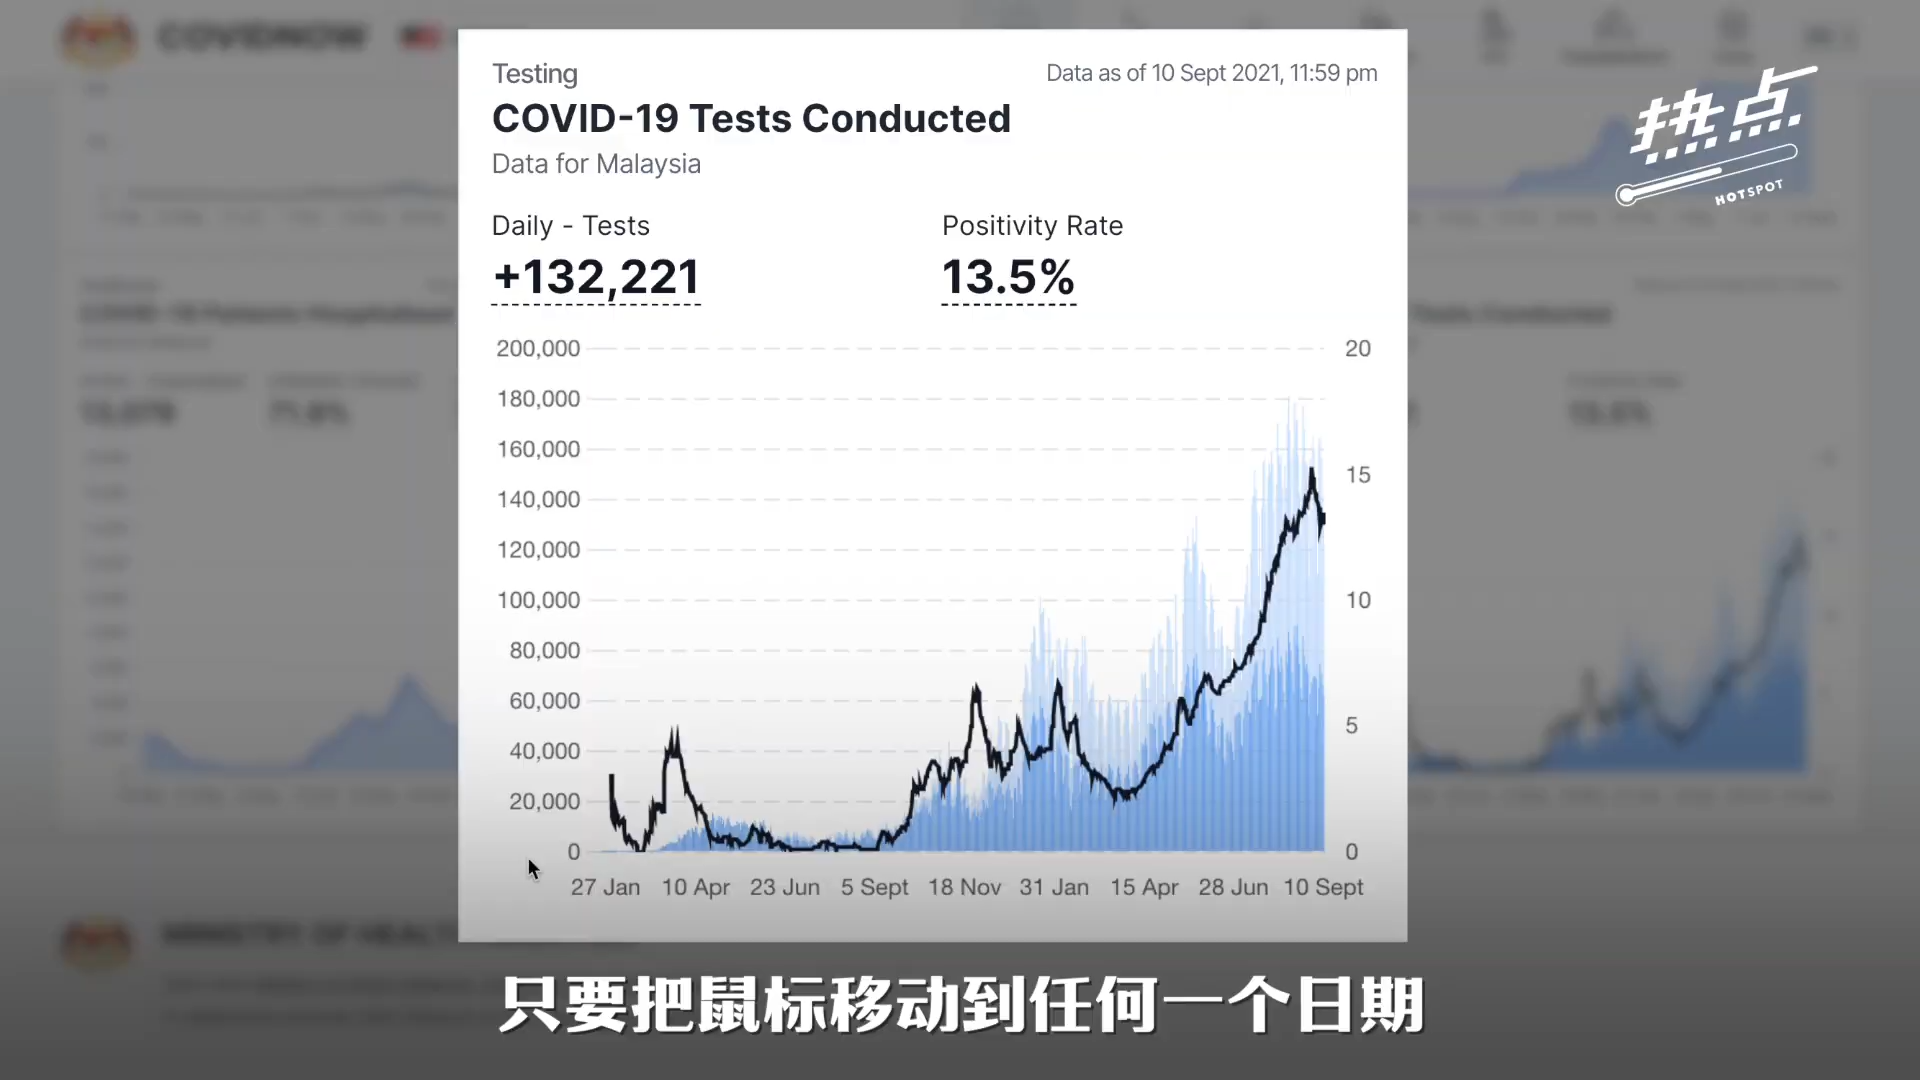 COVIDNOW
Testing
Data as of 10 Sept 2021, 11:59 pm
COVID-19 Tests Conducted
Data for Malaysia
热点
HOTSPOT
Daily - Tests
Positivity Rate
+132,221
13.5%
200,000
20
180,000
160,000
15
140,000
120,000
100,000
10
80,000
60,000
5
40,000
20,000
0
0
27 Jan 10 Apr 23 Jun 5 Sept 18 Nov 31 Jan 15 Apr 28 Jun 10 Sept
MINISTRY OF HEALT
只要把鼠标移动到任何一个日期